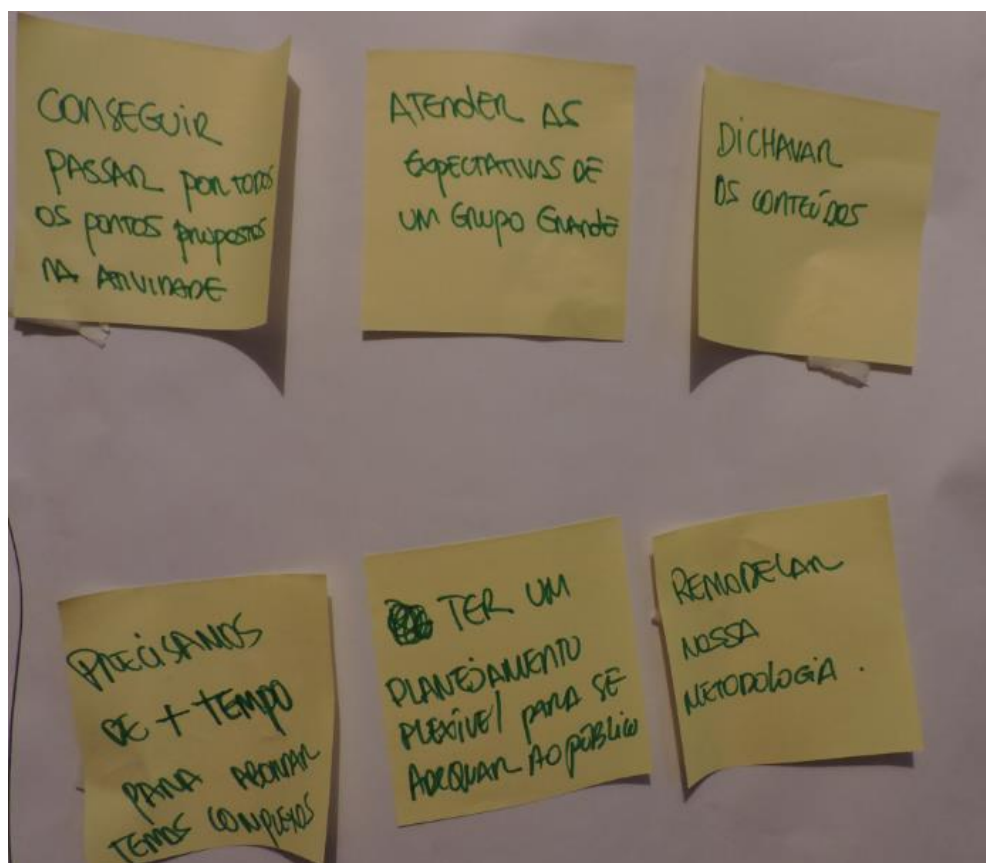 CONSEGUIR
PASSAR POR TODOS
OS PONTOS PROPOSTOS
NA ATIVIDADE
ATENDER AS
EXPECTATIVAS DE
UM GRUPO GRANDE
DICHAVAR
OS CONTEÚDOS
PRECISAMOS
DE + TEMPO
PARA ABORDAR
TEMAS COMPLEXOS
TER UM
PLANEJAMENTO
FLEXÍVEL PARA SE
ADEQUAR AO PÚBLICO
REMODELAR
NOSSA
METODOLOGIA.